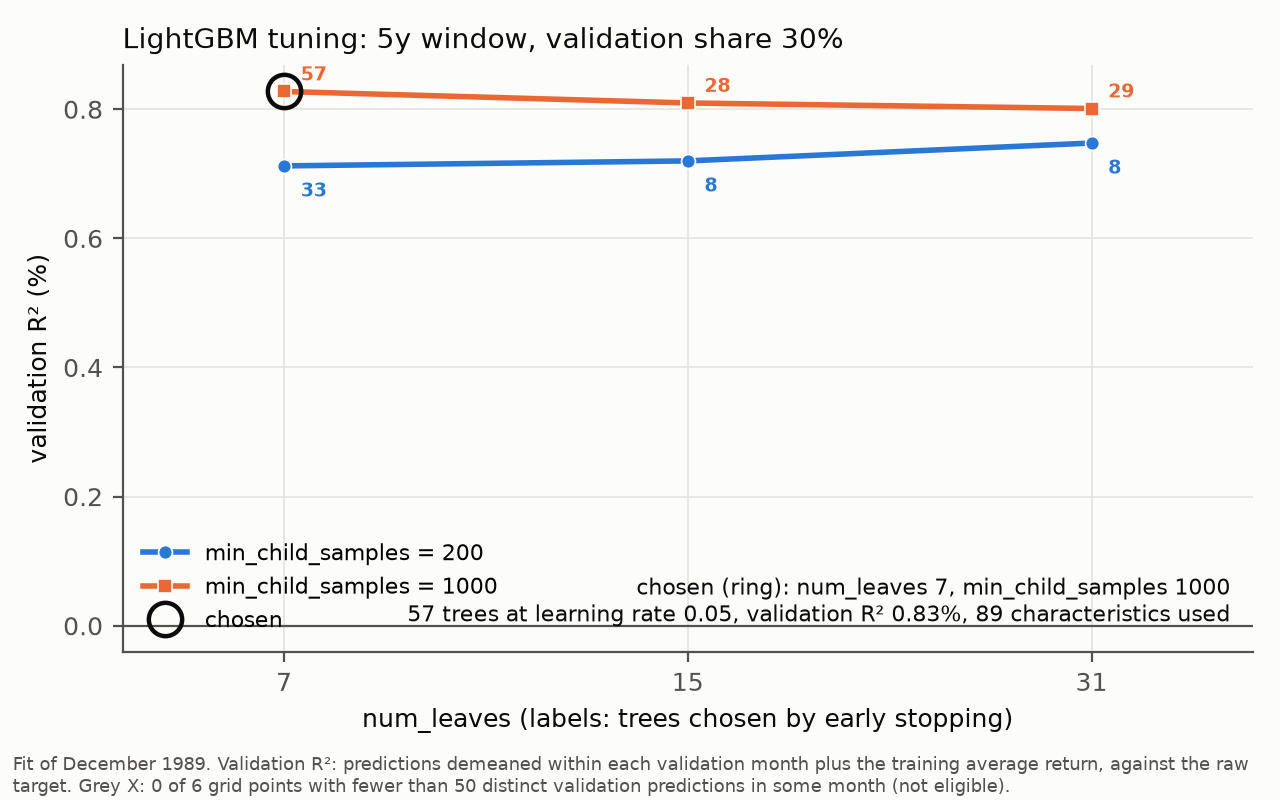 LightGBM tuning: 5y window, validation share 30%
57
28
29
33
8
8
validation R² (%)
0.8
0.6
0.4
0.2
0.0
min_child_samples = 200
min_child_samples = 1000
chosen
chosen (ring): num_leaves 7, min_child_samples 1000
57 trees at learning rate 0.05, validation R² 0.83%, 89 characteristics used
7
15
31
num_leaves (labels: trees chosen by early stopping)
Fit of December 1989. Validation R²: predictions demeaned within each validation month plus the training average return, against the raw
target. Grey X: 0 of 6 grid points with fewer than 50 distinct validation predictions in some month (not eligible).